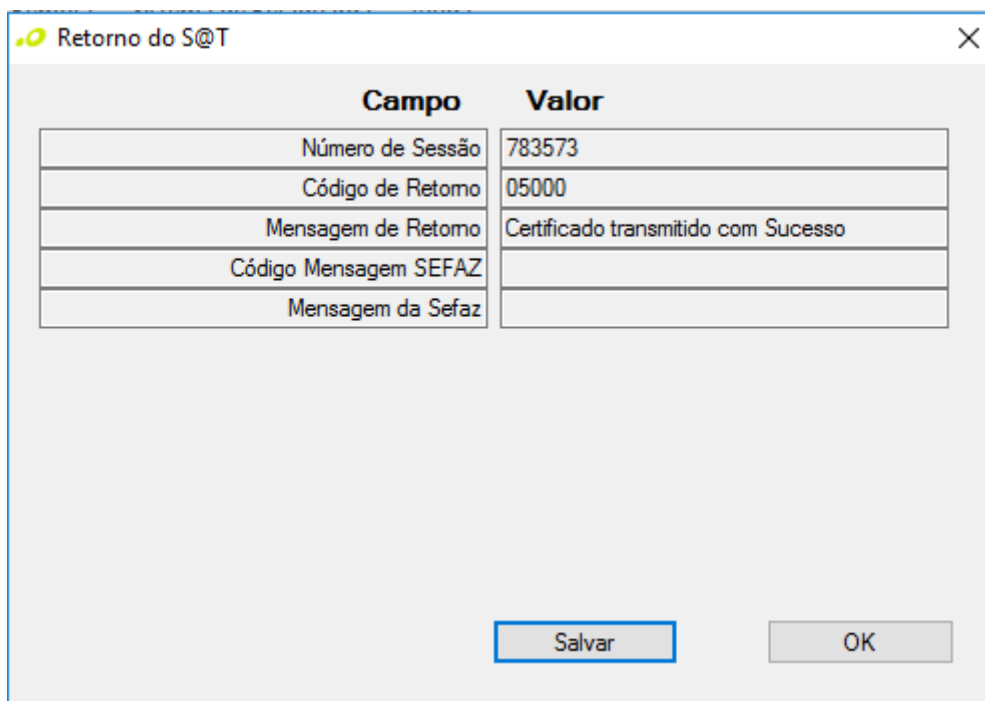 Retorno do S@T
Campo Valor
Número de Sessão 783573
Código de Retorno 05000
Mensagem de Retorno Certificado transmitido com Sucesso
Código Mensagem SEFAZ
Mensagem da Sefaz
Salvar OK